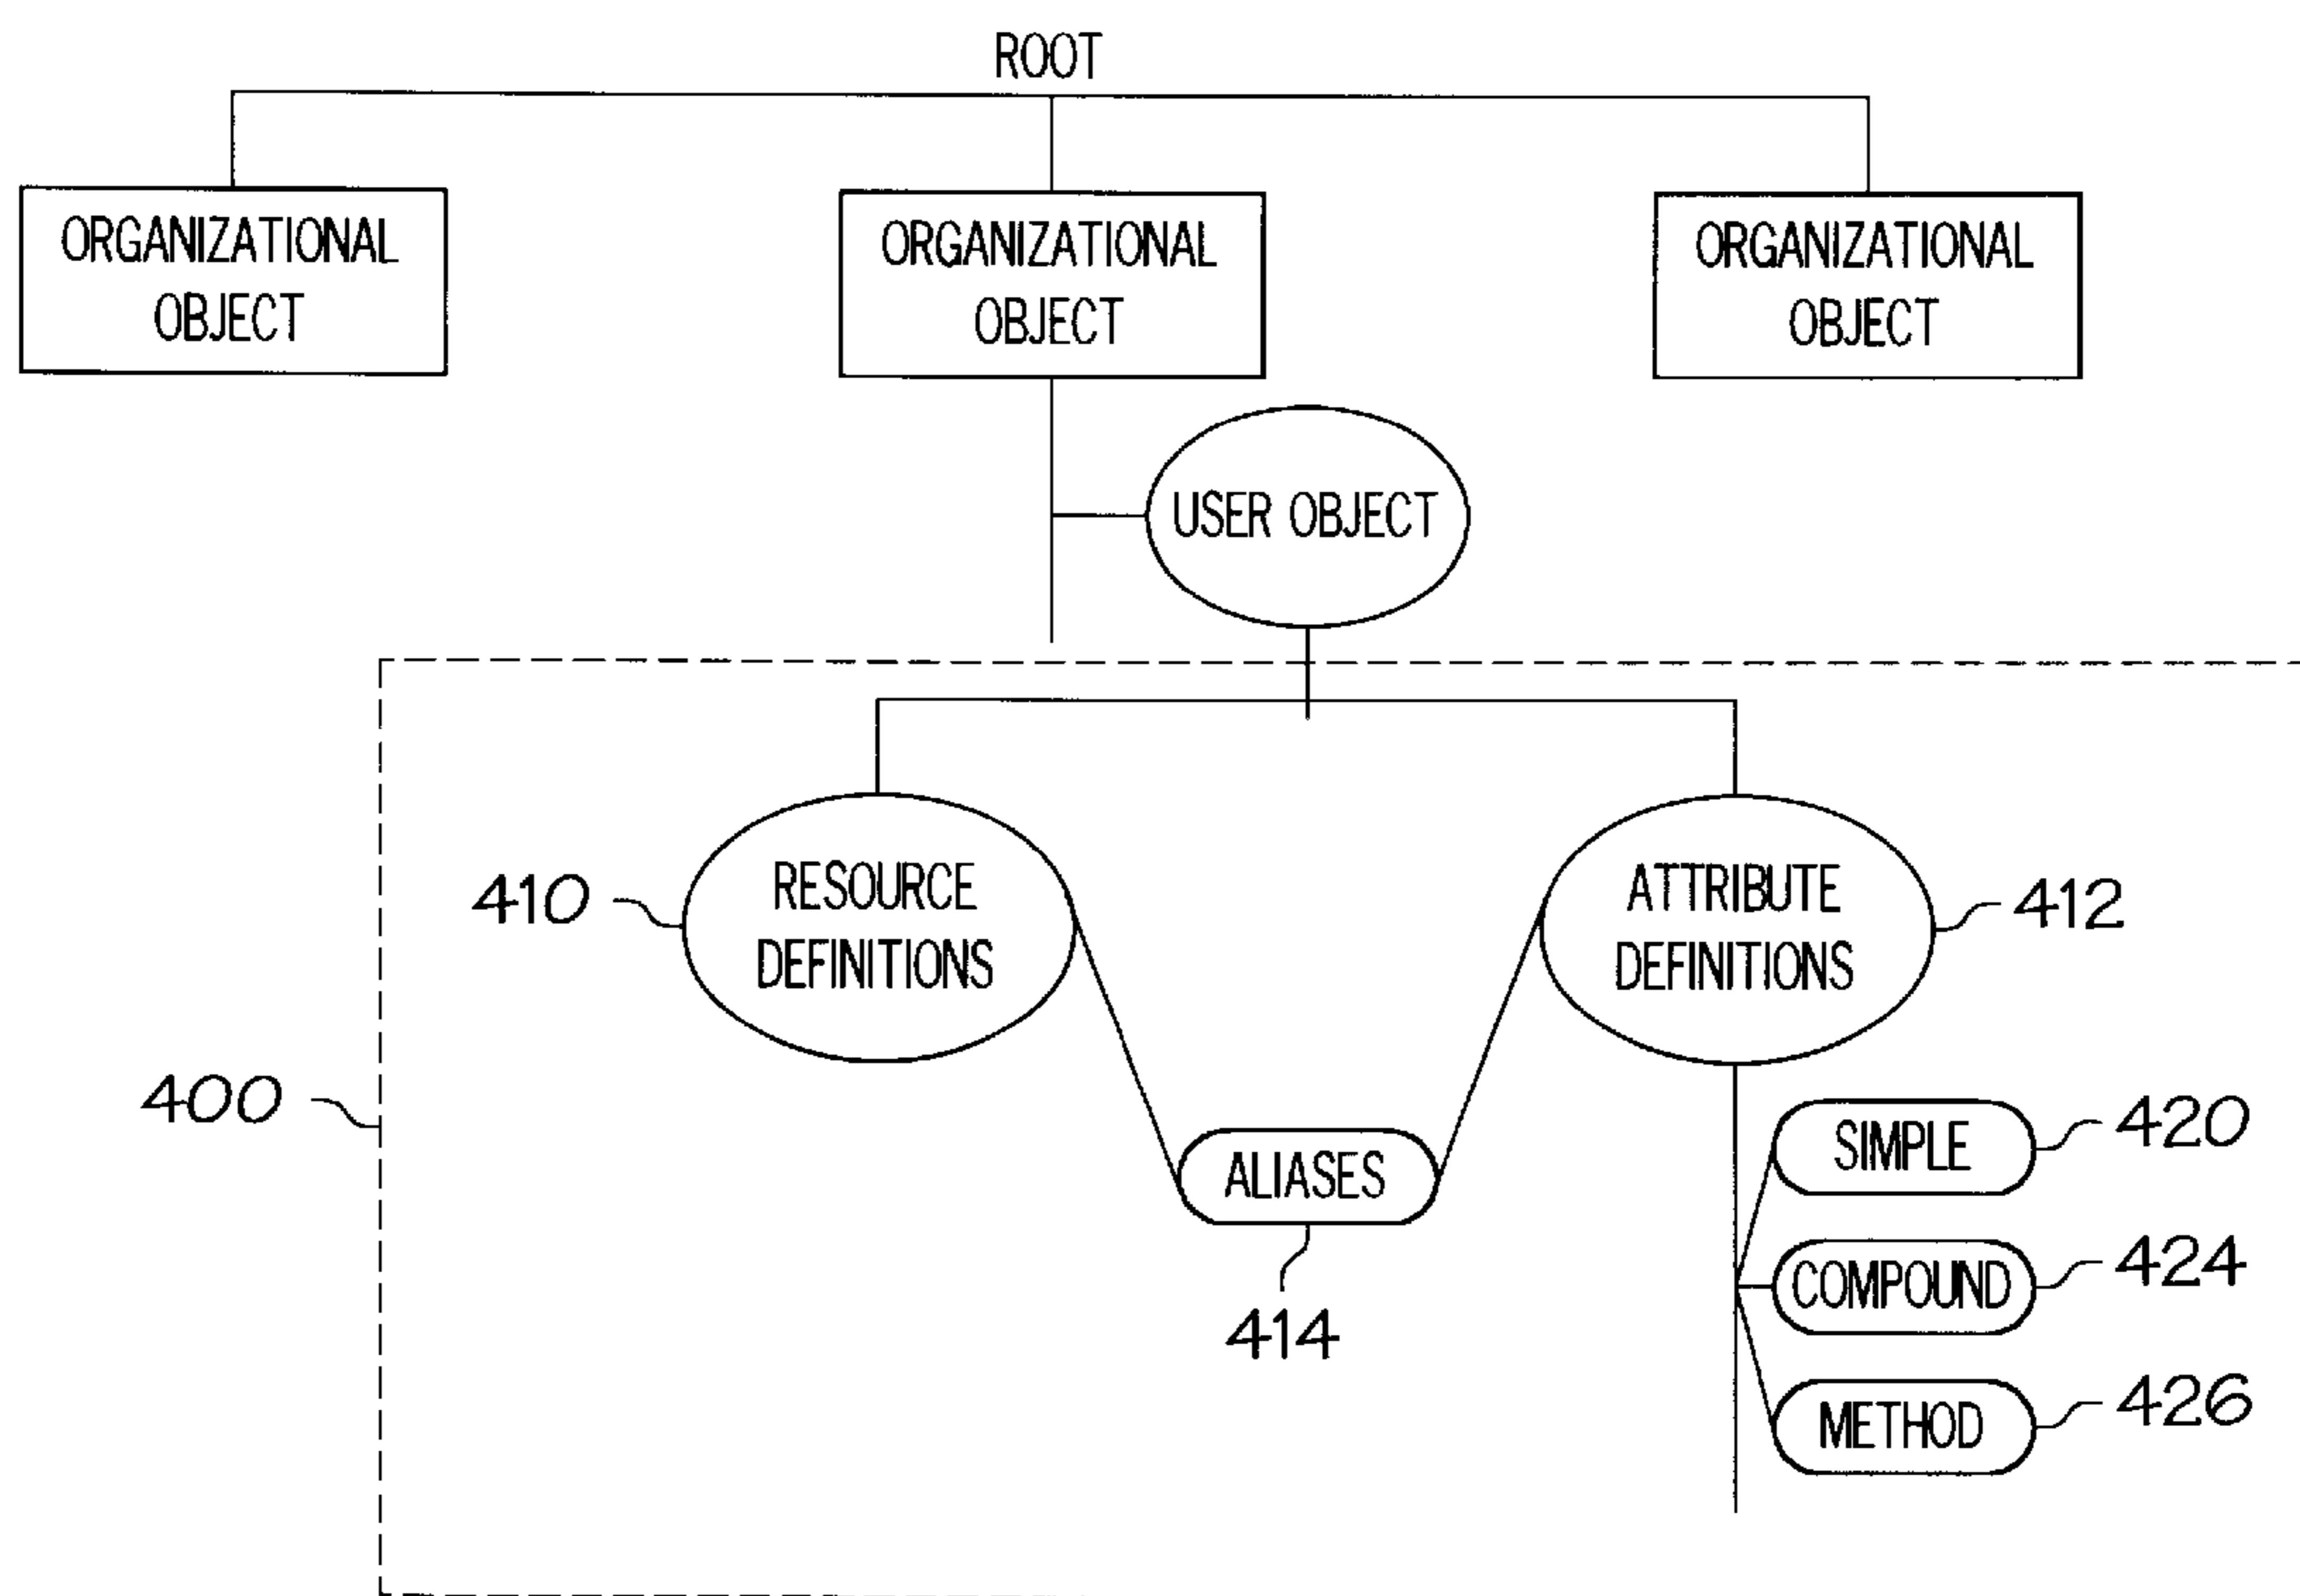 ROOT
ORGANIZATIONAL
OBJECT
ORGANIZATIONAL
OBJECT
ORGANIZATIONAL
OBJECT
USER OBJECT
410
RESOURCE
DEFINITIONS
ATTRIBUTE
DEFINITIONS
412
400
ALIASES
414
SIMPLE
420
COMPOUND
424
METHOD
426